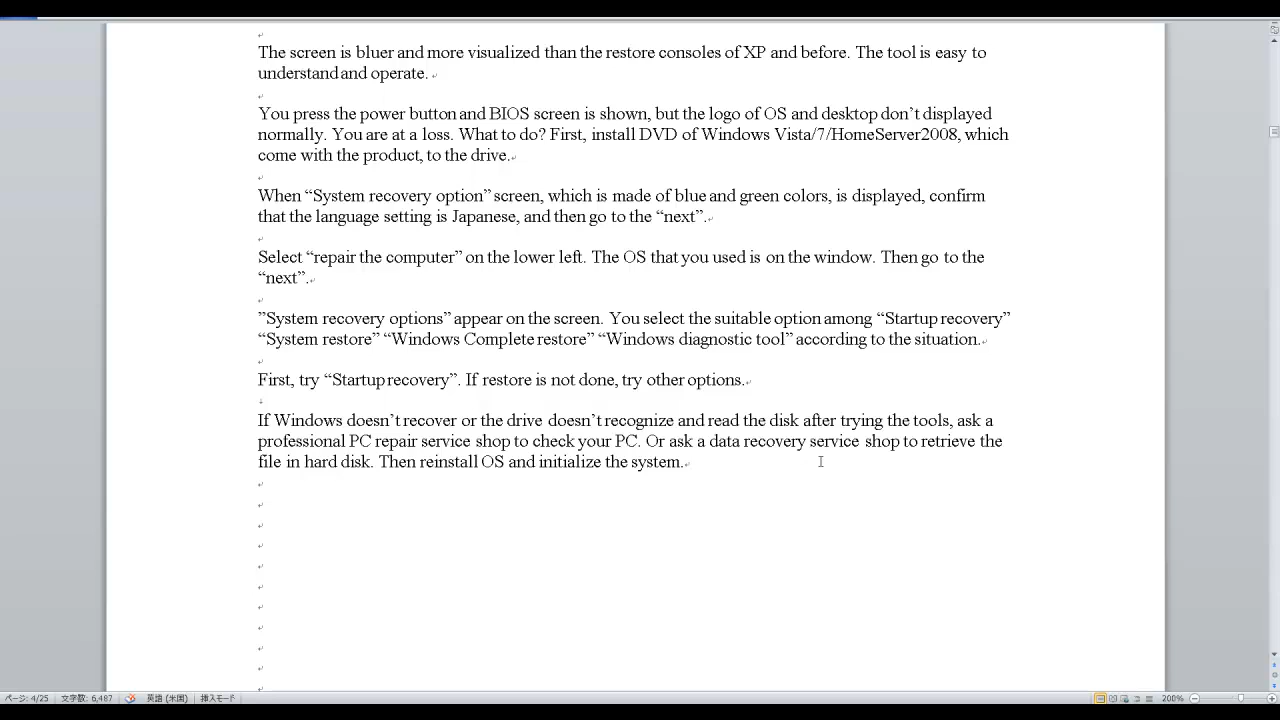 The screen is bluer and more visualized than the restore consoles of XP and before. The tool is easy to
understand and operate.
You press the power button and BIOS screen is shown, but the logo of OS and desktop don't displayed
normally. You are at a loss. What to do? First, install DVD of Windows Vista/7/HomeServer2008, which
come with the product, to the drive.
When “System recovery option” screen, which is made of blue and green colors, is displayed, confirm
that the language setting is Japanese, and then go to the “next”.
Select “repair the computer” on the lower left. The OS that you used is on the window. Then go to the
“next”.
”System recovery options” appear on the screen. You select the suitable option among “Startup recovery”
“System restore” “Windows Complete restore” “Windows diagnostic tool” according to the situation.
First, try “Startup recovery”. If restore is not done, try other options.
If Windows doesn't recover or the drive doesn't recognize and read the disk after trying the tools, ask a
professional PC repair service shop to check your PC. Or ask a data recovery service shop to retrieve the
file in hard disk. Then reinstall OS and initialize the system.
ページ: 4/25 文字数: 6,487 英語 (米国) 挿入モード 200%